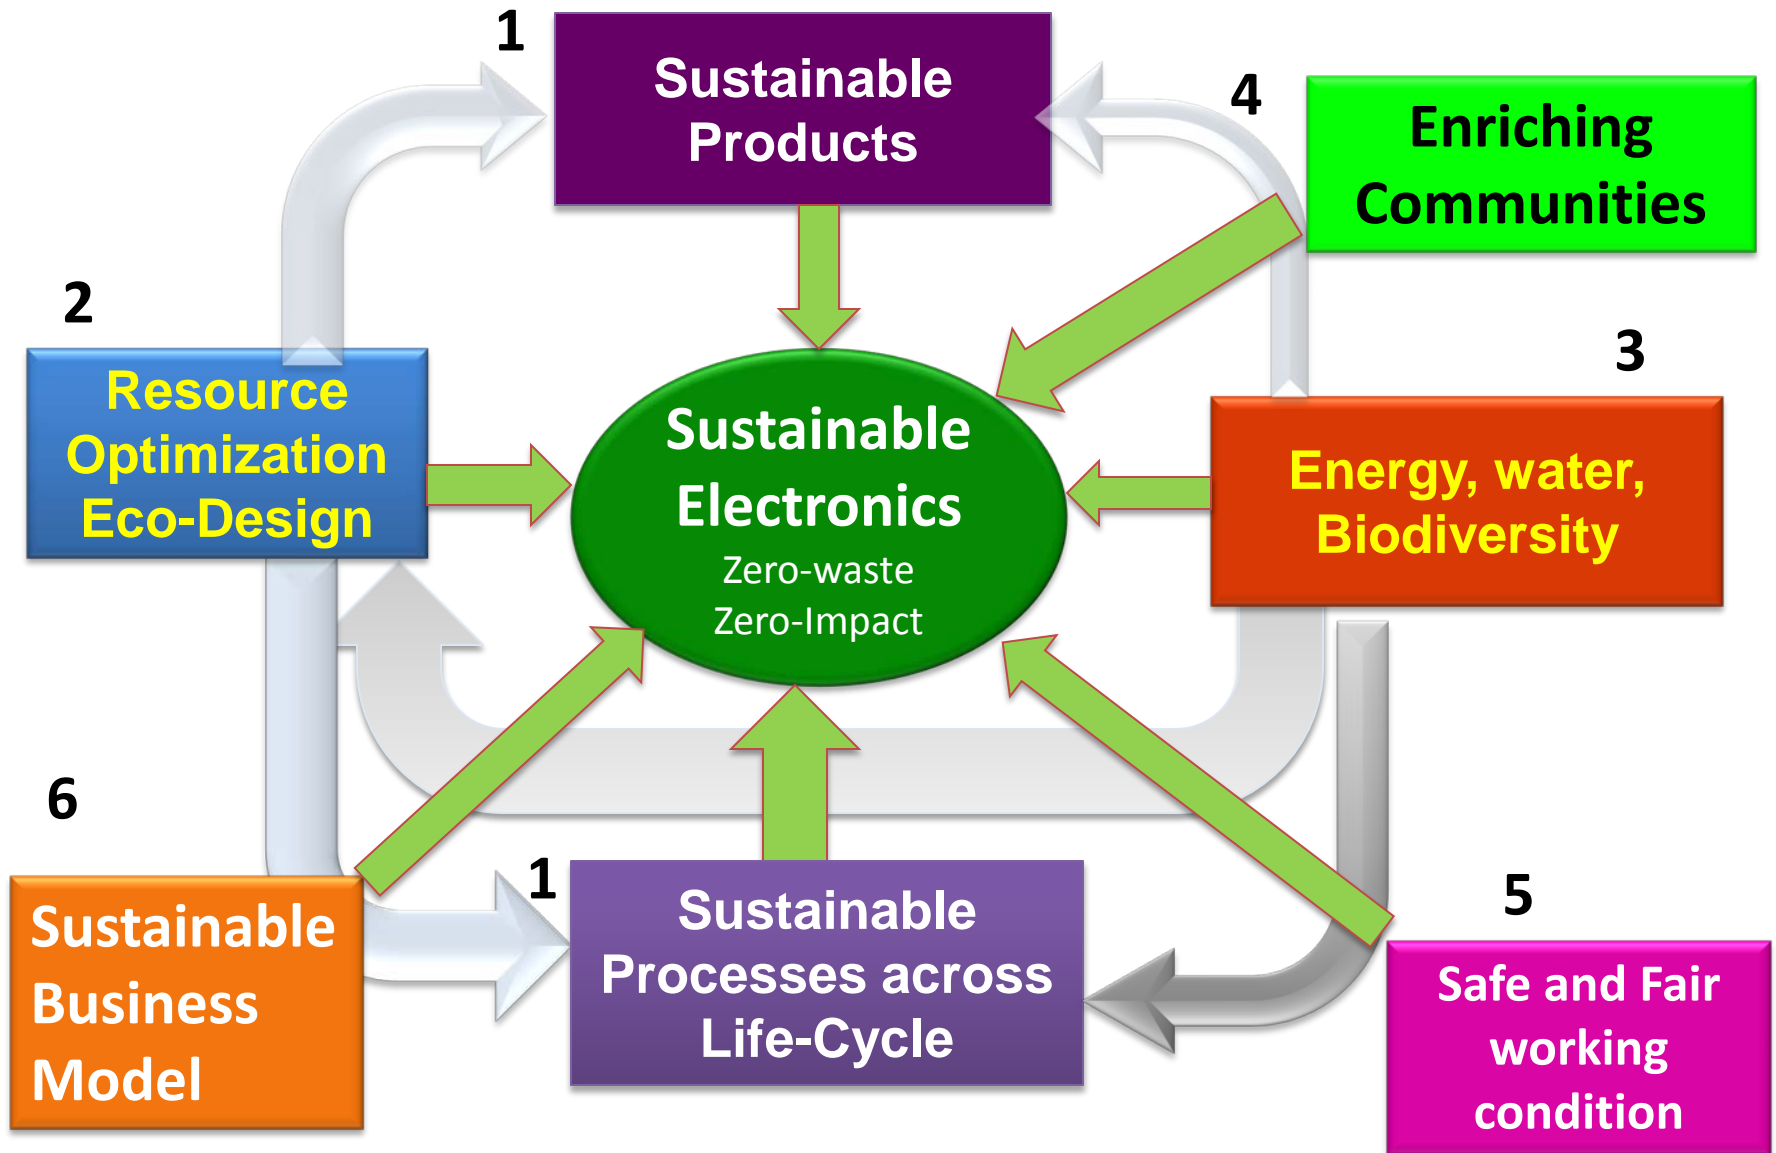 1
Sustainable
Products
4
Enriching
Communities
2
Resource
Optimization
Eco-Design
Sustainable
Electronics
Zero-waste
Zero-Impact
3
Energy, water,
Biodiversity
6
Sustainable
Business
Model
1
Sustainable
Processes across
Life-Cycle
5
Safe and Fair
working
condition